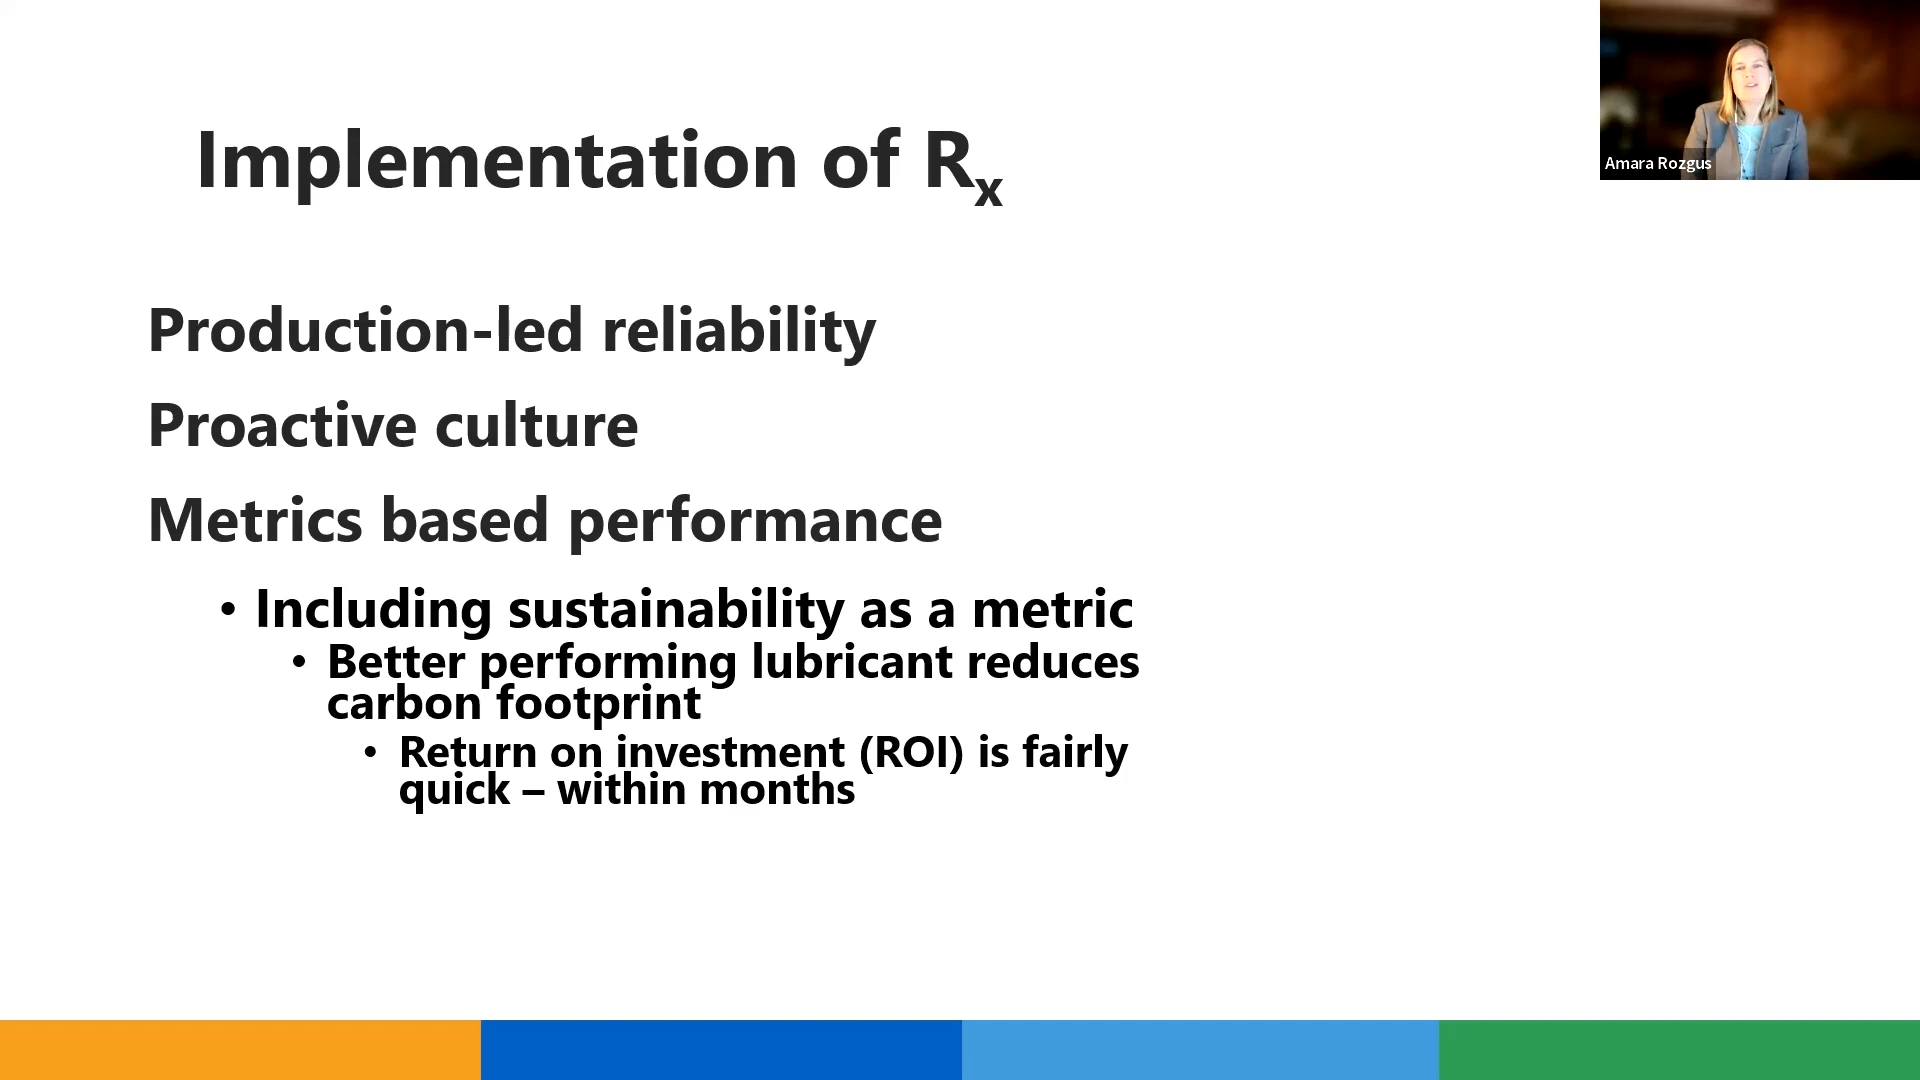 Implementation of Rx
Amara Rozgus
Production-led reliability
Proactive culture
Metrics based performance
• Including sustainability as a metric
• Better performing lubricant reduces
carbon footprint
• Return on investment (ROI) is fairly
quick – within months